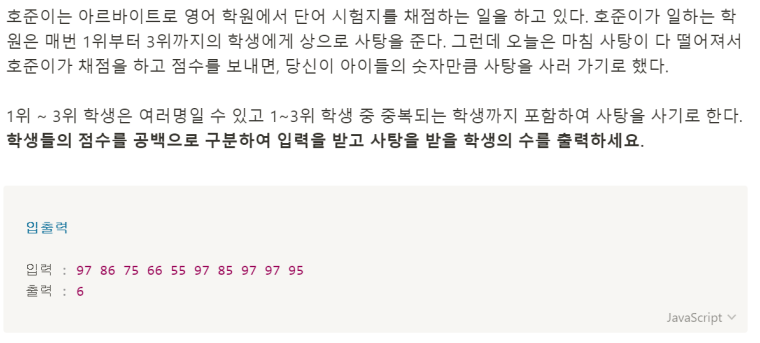 호준이는 아르바이트로 영어 학원에서 단어 시험지를 채점하는 일을 하고 있다. 호준이가 일하는 학
원은 매번 1위부터 3위까지의 학생에게 상으로 사탕을 준다. 그런데 오늘은 마침 사탕이 다 떨어져서
호준이가 채점을 하고 점수를 보내면, 당신이 아이들의 숫자만큼 사탕을 사러 가기로 했다.
1위 ~ 3위 학생은 여러명일 수 있고 1~3위 학생 중 중복되는 학생까지 포함하여 사탕을 사기로 한다.
학생들의 점수를 공백으로 구분하여 입력을 받고 사탕을 받을 학생의 수를 출력하세요.
입출력
입력 : 97 86 75 66 55 97 85 97 97 95
출력 : 6
JavaScript